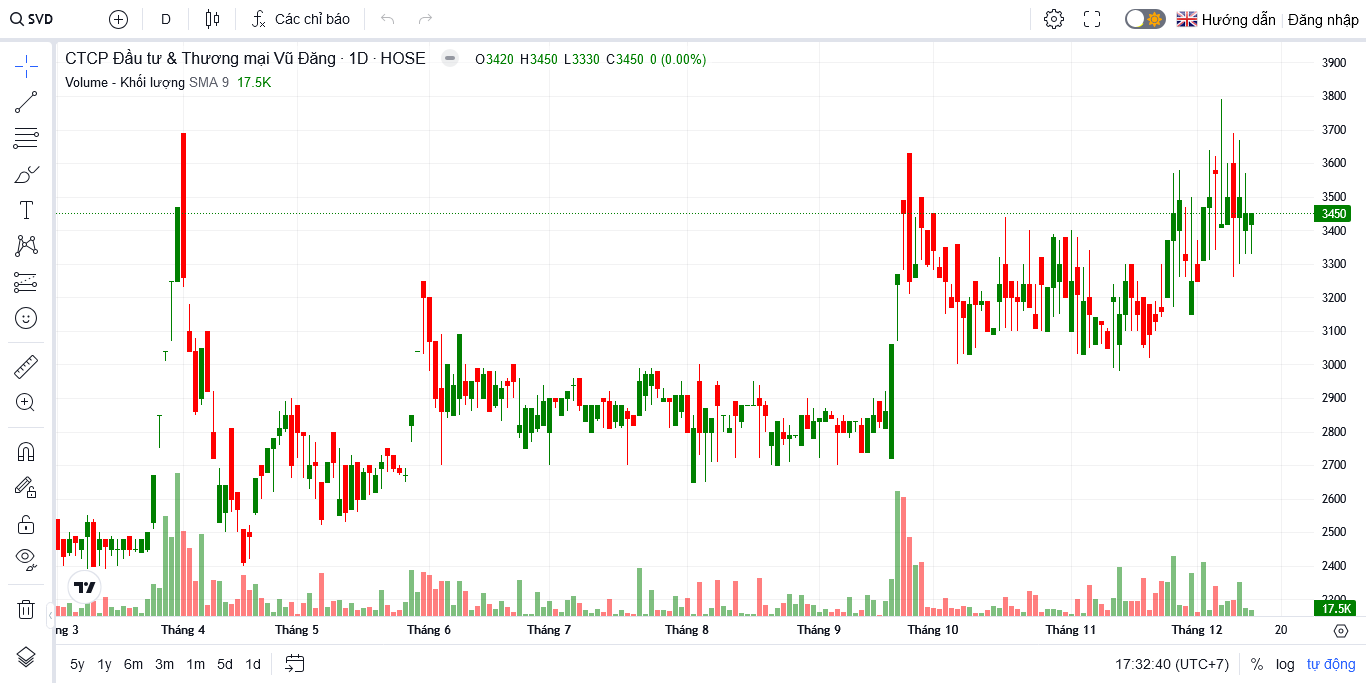 SVD D Các chỉ báo Hướng dẫn Đăng nhập
CTCP Đầu tư & Thương mại Vũ Đăng · 1D · HOSE O3420 H3450 L3330 C3450 0 (0.00%)
Volume - Khối lượng SMA 9 17.5K
3900
3800
3700
3600
3500
3450
3400
3300
3200
3100
3000
2900
2800
2700
2600
2500
2400
17.5K
ng 3 Tháng 4 Tháng 5 Tháng 6 Tháng 7 Tháng 8 Tháng 9 Tháng 10 Tháng 11 Tháng 12 20
5y 1y 6m 3m 1m 5d 1d 17:32:40 (UTC+7) % log tự động